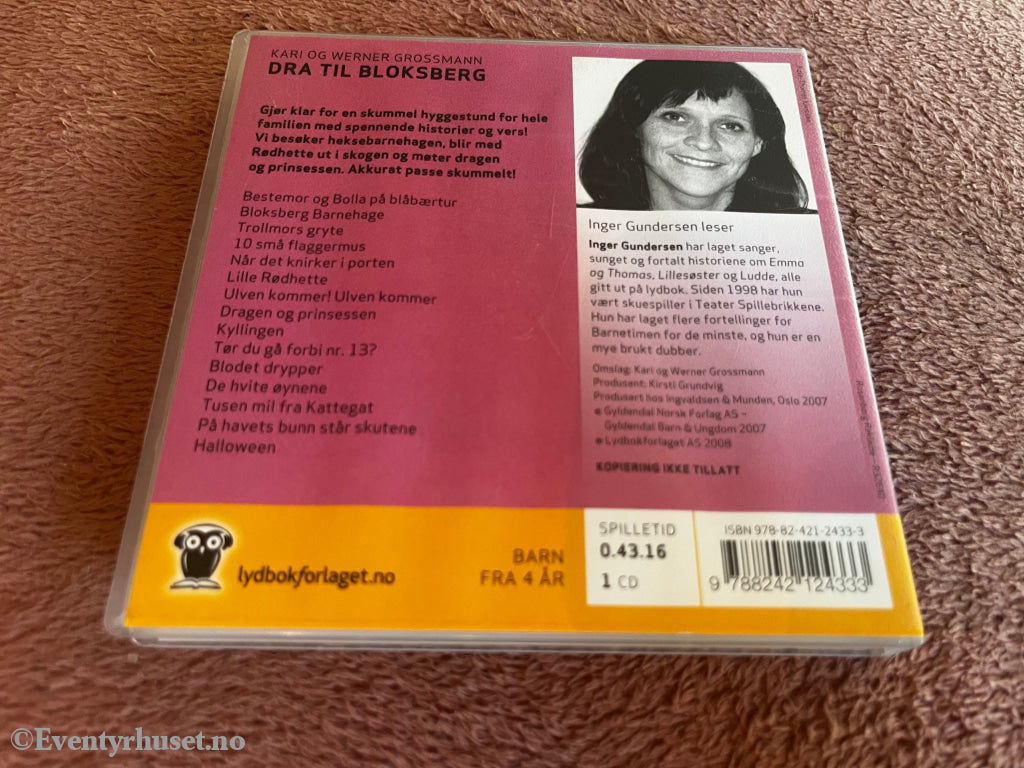 KARI OG WERNER GROSSMANN
DRA TIL BLOKSBERG
Gjør klar for en skummel hyggestund for hele
familien med spennende historier og vers!
Vi besøker heksebarnehagen, blir med
Rødhette ut i skogen og møter dragen
og prinsessen. Akkurat passe skummelt!
Bestemor og Bolla på blåbærtur
Bloksberg Barnehage
Trollmors gryte
10 små flaggermus
Når det knirker i porten
Lille Rødhette
Ulven kommer! Ulven kommer
Dragen og prinsessen
Kyllingen
Tør du gå forbi nr. 13?
Blodet drypper
De hvite øynene
Tusen mil fra Kattegat
På havets bunn står skutene
Halloween
Inger Gundersen leser
Inger Gundersen har laget sanger,
sunget og fortalt historiene om Emma
og Thomas, Lillesøster og Ludde, alle
gitt ut på lydbok. Siden 1998 har hun
vært skuespiller i Teater Spillebrikkene.
Hun har laget flere fortellinger for
Barnetimen for de minste, og hun er en
mye brukt dubber.
Omslag: Kari og Werner Grossmann
Produsent: Kirsti Grundvig
Produsert hos Ingvaldsen & Munden, Oslo 2007
Gyldendal Norsk Forlag AS –
Gyldendal Barn & Ungdom 2007
Lydbokforlaget AS 2008
KOPIERING IKKE TILLATT
lydbokforlaget.no
BARN
FRA 4 ÅR
SPILLETID
0.43.16
1 CD
ISBN 978-82-421-2433-3
9 788242 124333
©Eventyrhuset.no